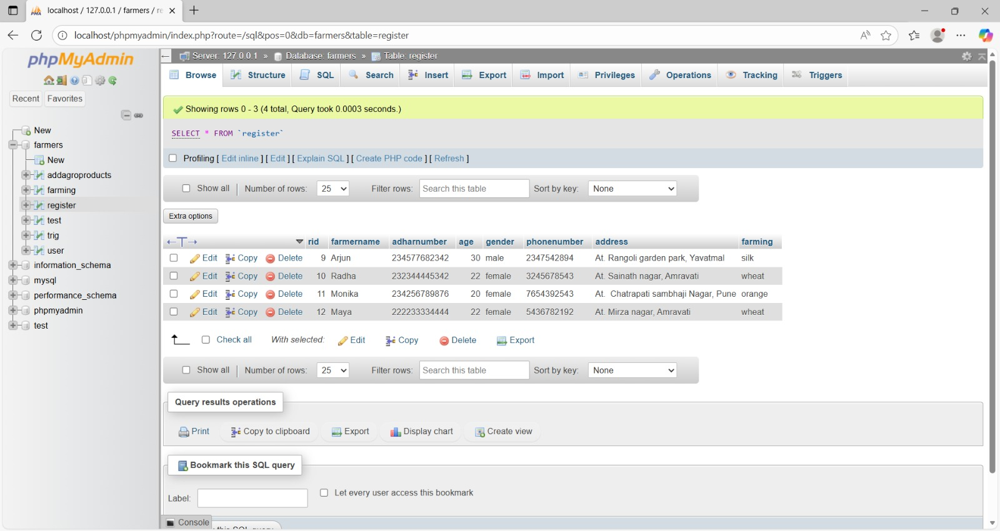 localhost / 127.0.0.1 / farmers / re
localhost/phpmyadmin/index.php?route=/sql&pos=0&db=farmers&table=register
phpMyAdmin
Recent Favorites
New
farmers
New
addagroproducts
farming
register
test
trig
user
information_schema
mysql
performance_schema
phpmyadmin
test
Server: 127.0.0.1 » Database: farmers » Table: register
Browse Structure SQL Search Insert Export Import Privileges Operations Tracking Triggers
Showing rows 0 - 3 (4 total, Query took 0.0003 seconds.)
SELECT * FROM `register`
Profiling [ Edit inline ] [ Edit ] [ Explain SQL ] [ Create PHP code ] [ Refresh ]
Show all Number of rows: 25 Filter rows: Search this table Sort by key: None
Extra options
rid farmername adharnumber age gender phonenumber address farming
Edit Copy Delete 9 Arjun 234577682342 30 male 2347542894 At. Rangoli garden park, Yavatmal silk
Edit Copy Delete 10 Radha 232344445342 22 female 3245678543 At. Sainath nagar, Amravati wheat
Edit Copy Delete 11 Monika 234256789876 20 female 7654392543 At. Chatrapati sambhaji Nagar, Pune orange
Edit Copy Delete 12 Maya 222233334444 22 female 5436782192 At. Mirza nagar, Amravati wheat
Check all With selected: Edit Copy Delete Export
Show all Number of rows: 25 Filter rows: Search this table Sort by key: None
Query results operations
Print Copy to clipboard Export Display chart Create view
Bookmark this SQL query
Label: Let every user access this bookmark
Console
this SQL query